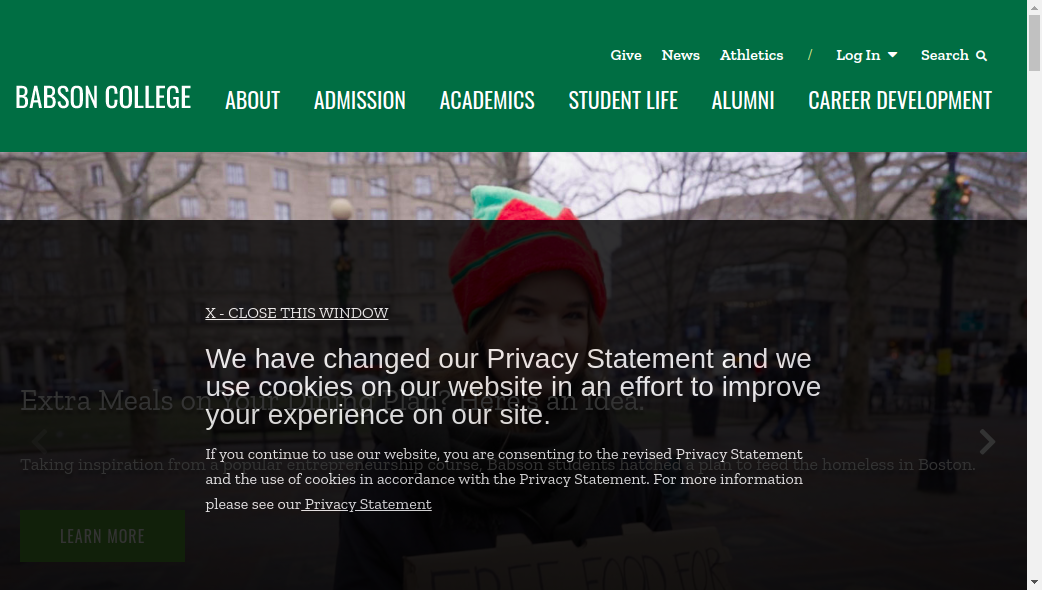 Give News Athletics / Log In Search
BABSON COLLEGE ABOUT ADMISSION ACADEMICS STUDENT LIFE ALUMNI CAREER DEVELOPMENT
X - CLOSE THIS WINDOW
We have changed our Privacy Statement and we
use cookies on our website in an effort to improve
your experience on our site.
Extra Meals on Your Dining Plan? Here's an Idea.
If you continue to use our website, you are consenting to the revised Privacy Statement
Taking inspiration from a popular entrepreneurship course, Babson students hatched a plan to feed the homeless in Boston.
and the use of cookies in accordance with the Privacy Statement. For more information
please see our Privacy Statement
LEARN MORE
FREE FOOD FOR